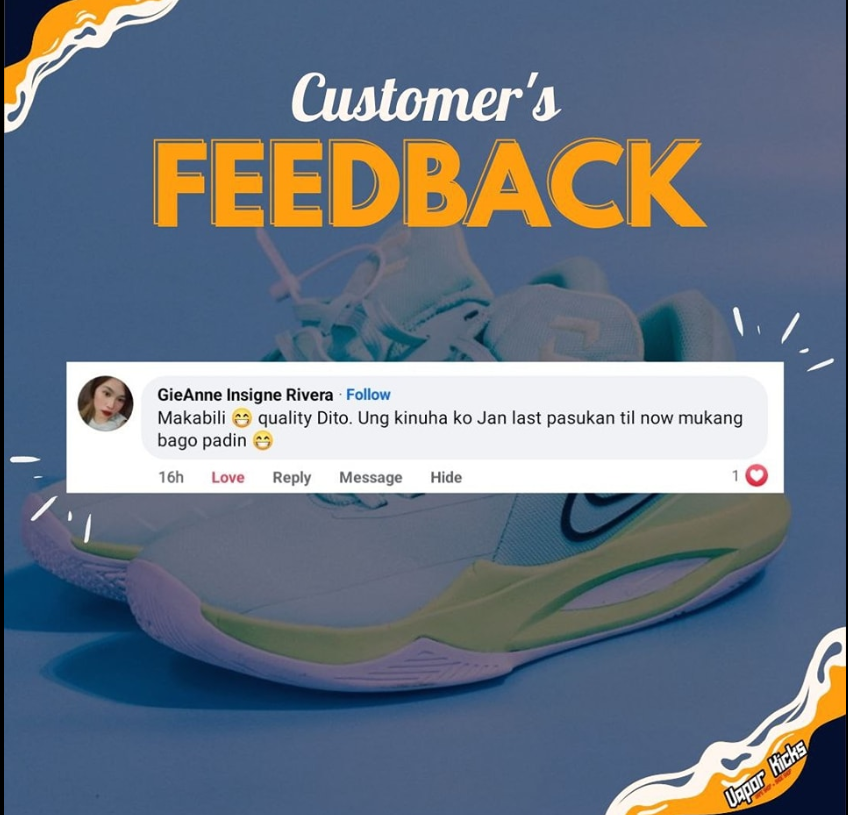 Customer's
FEEDBACK
GieAnne Insigne Rivera · Follow
Makabili 😁 quality Dito. Ung kinuha ko Jan last pasukan til now mukang
bago padin 😁
16h Love Reply Message Hide 1
Vapor Kicks